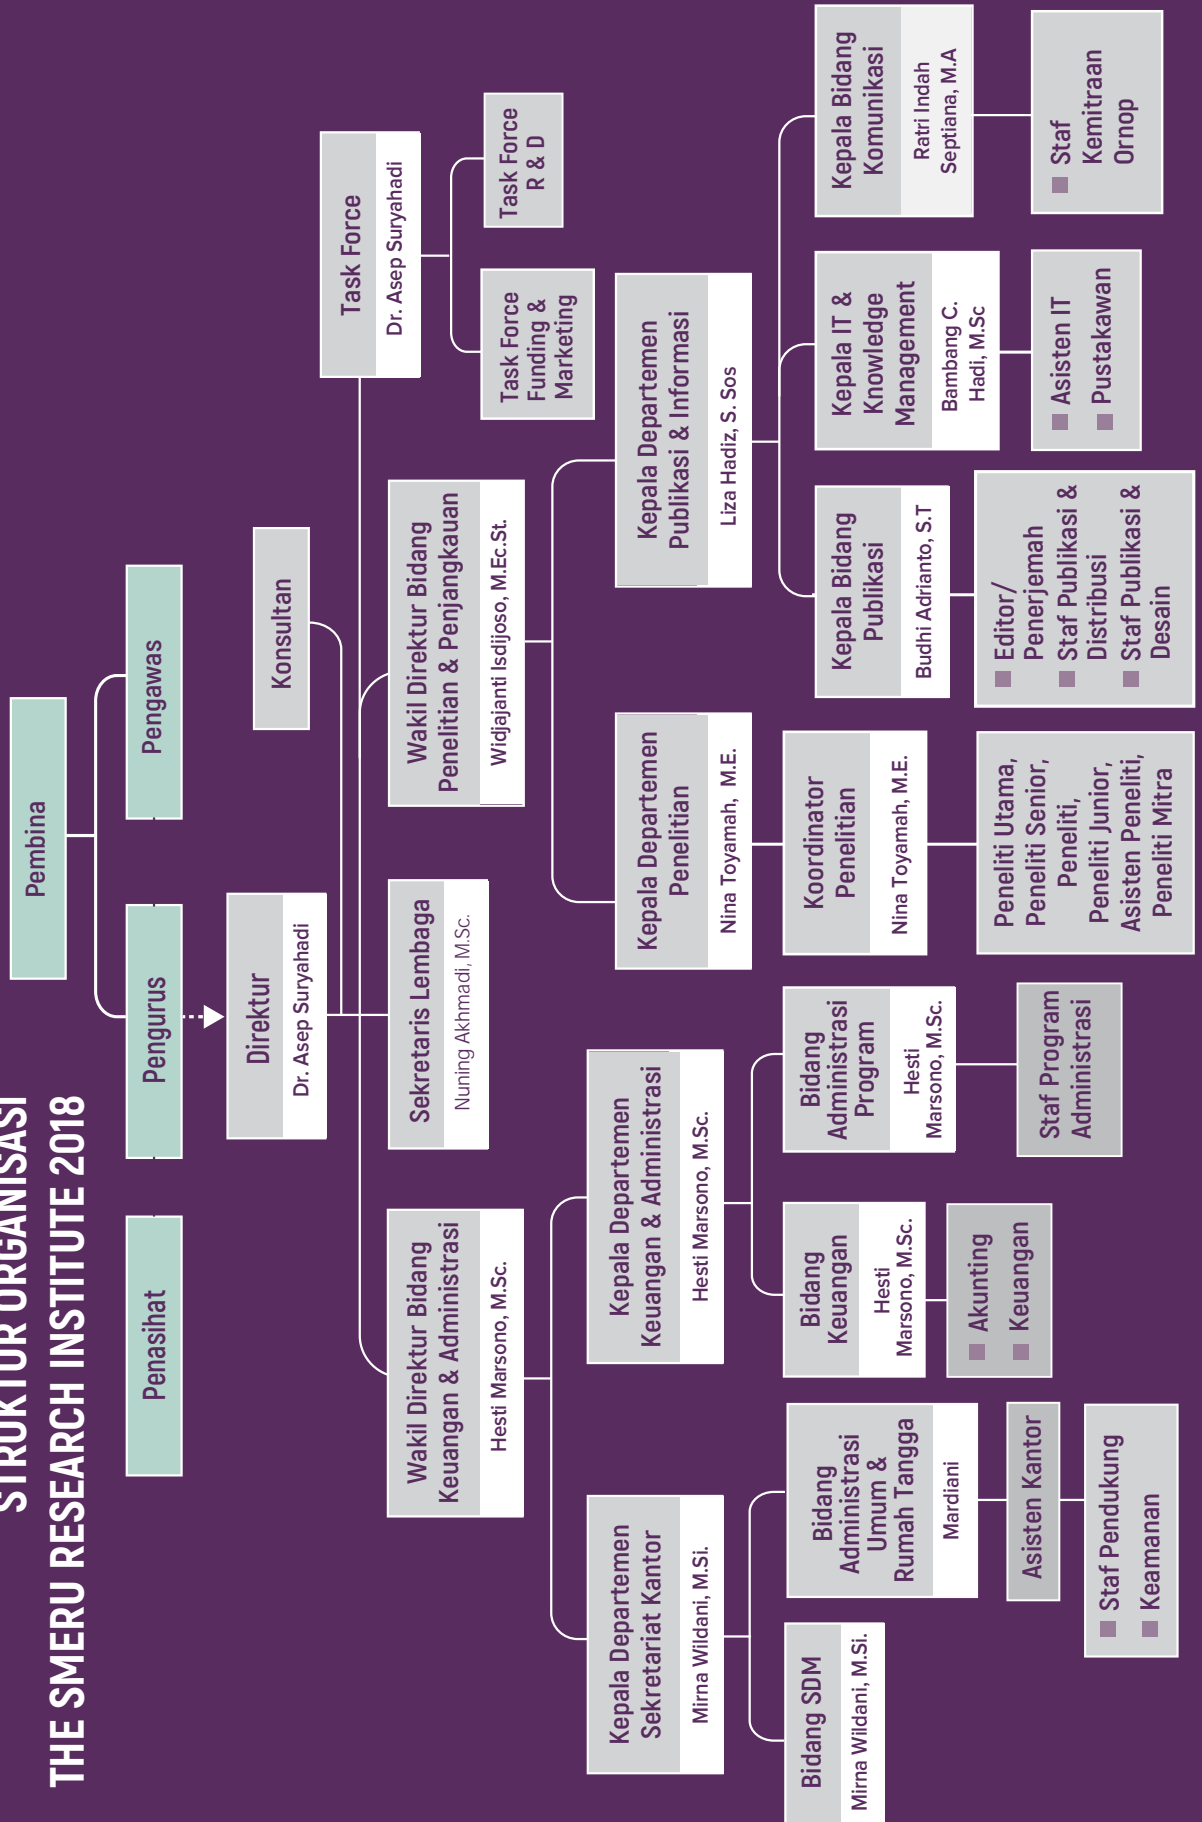 STRUKTUR ORGANISASI
THE SMERU RESEARCH INSTITUTE 2018
Pembina
Penasihat
Pengurus
Pengawas
Direktur
Dr. Asep Suryahadi
Konsultan
Task Force
Dr. Asep Suryahadi
Task Force
Funding &
Marketing
Task Force
R & D
Wakil Direktur Bidang
Keuangan & Administrasi
Hesti Marsono, M.Sc.
Sekretaris Lembaga
Nuning Akhmadi, M.Sc.
Wakil Direktur Bidang
Penelitian & Penjangkauan
Widjajanti Isdijoso, M.Ec.St.
Kepala Departemen
Sekretariat Kantor
Mirna Wildani, M.Si.
Kepala Departemen
Keuangan & Administrasi
Hesti Marsono, M.Sc.
Kepala Departemen
Penelitian
Nina Toyamah, M.E.
Kepala Departemen
Publikasi & Informasi
Liza Hadiz, S. Sos
Bidang SDM
Mirna Wildani, M.Si.
Bidang
Administrasi
Umum &
Rumah Tangga
Mardiani
Asisten Kantor
Staf Pendukung
Keamanan
Bidang
Keuangan
Hesti
Marsono, M.Sc.
Akunting
Keuangan
Bidang
Administrasi
Program
Hesti
Marsono, M.Sc.
Staf Program
Administrasi
Koordinator
Penelitian
Nina Toyamah, M.E.
Peneliti Utama,
Peneliti Senior,
Peneliti,
Peneliti Junior,
Asisten Peneliti,
Peneliti Mitra
Kepala Bidang
Publikasi
Budhi Adrianto, S.T
Editor/
Penerjemah
Staf Publikasi &
Distribusi
Staf Publikasi &
Desain
Kepala IT &
Knowledge
Management
Bambang C.
Hadi, M.Sc
Asisten IT
Pustakawan
Kepala Bidang
Komunikasi
Ratri Indah
Septiana, M.A
Staf
Kemitraan
Ornop